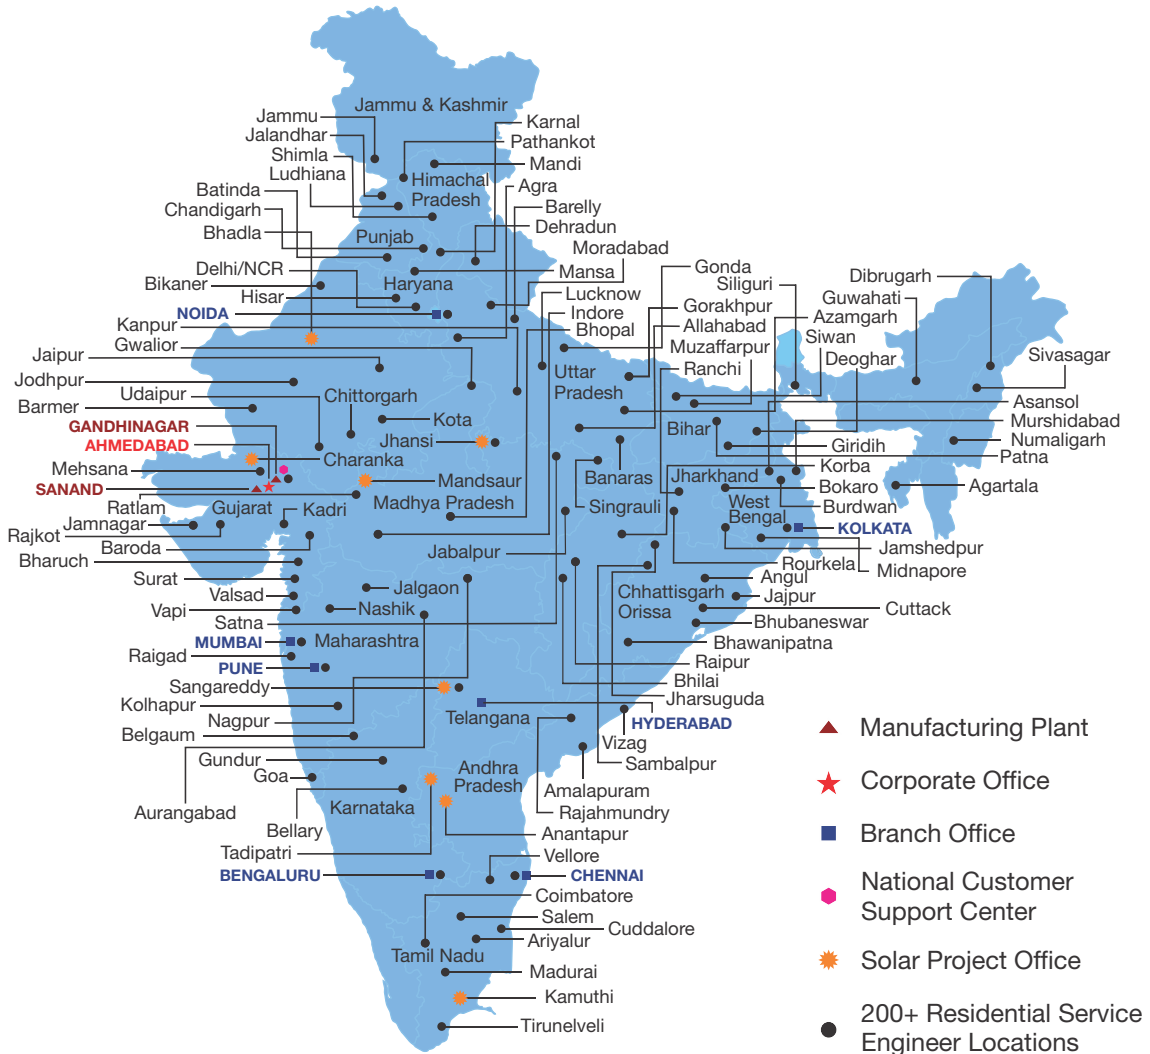 Jammu & Kashmir
Jammu
Karnal
Jalandhar
Pathankot
Shimla
Mandi
Ludhiana
Himachal
Pradesh
Batinda
Agra
Chandigarh
Barelly
Bhadla
Punjab
Dehradun
Moradabad
Delhi/NCR
Mansa
Gonda
Bikaner
Haryana
Siliguri
Dibrugarh
Hisar
Lucknow
Guwahati
NOIDA
Indore
Gorakhpur
Azamgarh
Kanpur
Bhopal
Allahabad
Siwan
Gwalior
Muzaffarpur
Deoghar
Sivasagar
Jaipur
Uttar
Pradesh
Ranchi
Jodhpur
Udaipur
Chittorgarh
Asansol
Barmer
Kota
Bihar
Murshidabad
GANDHINAGAR
Jhansi
Giridih
Numaligarh
AHMEDABAD
Charanka
Patna
Mehsana
Mandsaur
Banaras
Jharkhand
Korba
SANAND
Madhya Pradesh
Singrauli
West
Bengal
Bokaro
Agartala
Ratlam
Gujarat
Kadri
Burdwan
Jamnagar
KOLKATA
Rajkot
Baroda
Jabalpur
Jamshedpur
Bharuch
Rourkela
Midnapore
Surat
Jalgaon
Chhattisgarh
Orissa
Angul
Valsad
Jajpur
Vapi
Nashik
Cuttack
Satna
Bhubaneswar
MUMBAI
Maharashtra
Bhawanipatna
Raigad
Raipur
PUNE
Bhilai
Sangareddy
Jharsuguda
Kolhapur
Nagpur
Telangana
HYDERABAD
Belgaum
Vizag
Gundur
Andhra
Pradesh
Sambalpur
Goa
Amalapuram
Aurangabad
Karnataka
Rajahmundry
Bellary
Anantapur
Tadipatri
Vellore
BENGALURU
CHENNAI
Coimbatore
Salem
Cuddalore
Ariyalur
Tamil Nadu
Madurai
Kamuthi
Tirunelveli
Manufacturing Plant
Corporate Office
Branch Office
National Customer
Support Center
Solar Project Office
200+ Residential Service
Engineer Locations